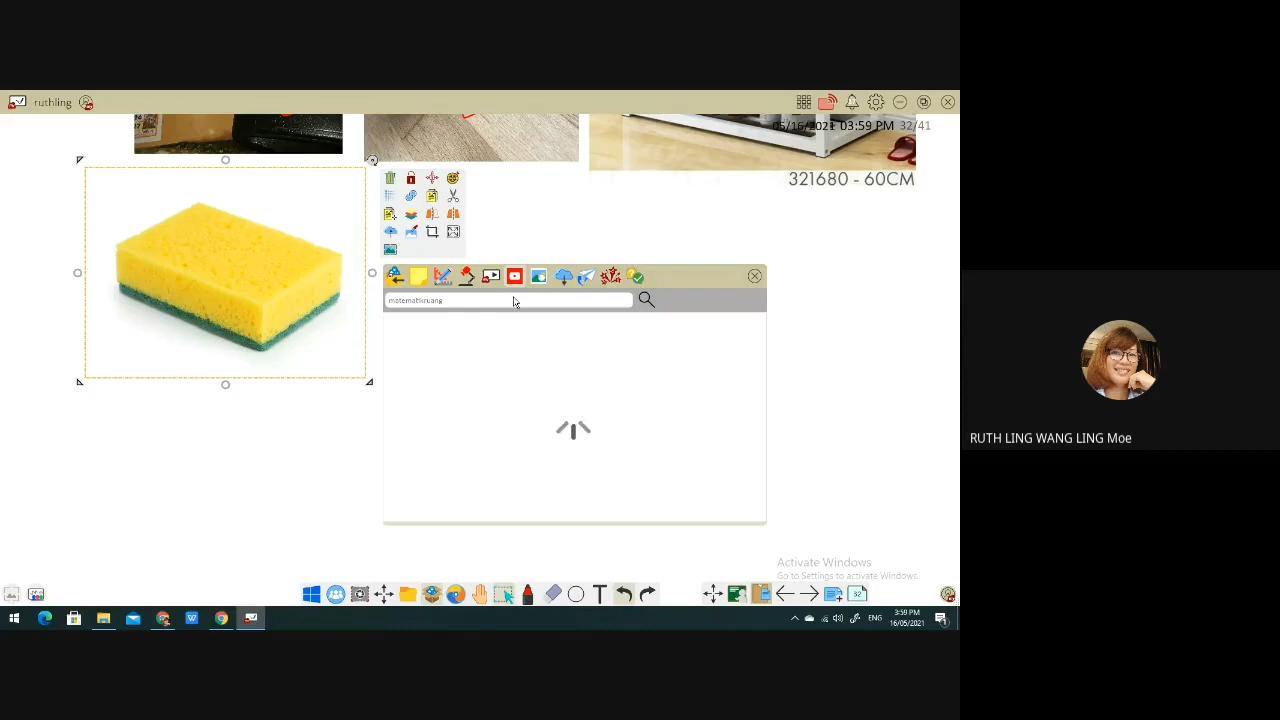 ruthling
05/16/2021 03:59 PM 32/41
321680 - 60CM
matematikruang
RUTH LING WANG LING Moe
Activate Windows
Go to Settings to activate Windows.
32
ENG
3:59 PM
16/05/2021